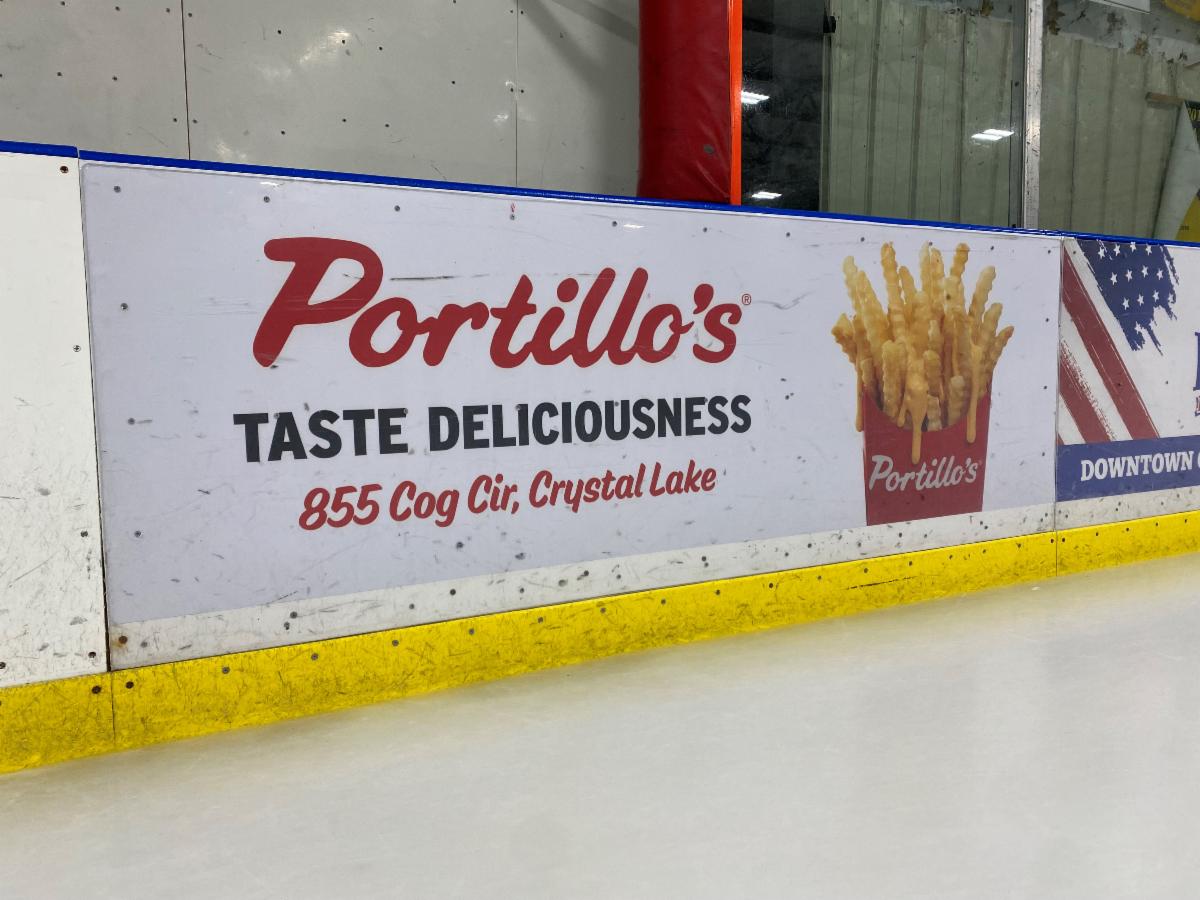 Portillo's®
TASTE DELICIOUSNESS
855 Cog Cir, Crystal Lake
Portillo's
DOWNTOWN